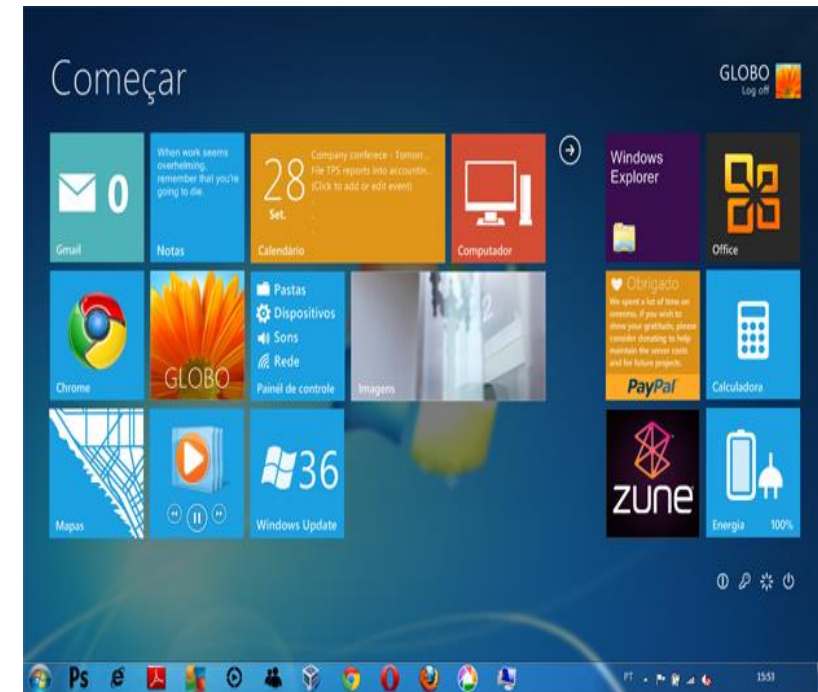 Começar
GLOBO
Log off
0
Gmail
When work seems
overhelming,
remember that you're
going to die.
Notas
28
Set.
Company conferece - Tomorr...
File TPS reports into accountin...
(Click to add or edit event)
Calendário
Computador
Windows
Explorer
Office
Chrome
GLOBO
Pastas
Dispositivos
Sons
Rede
Painél de controle
Imagens
Obrigado
We spent a lot of time on
omnimo, if you wish to
show your gratitude, please
consider donating to help
maintain the server costs
and for future projects.
PayPal
Calculadora
Mapas
36
Windows Update
zune
Energia 100%
Ps
PT
15:53